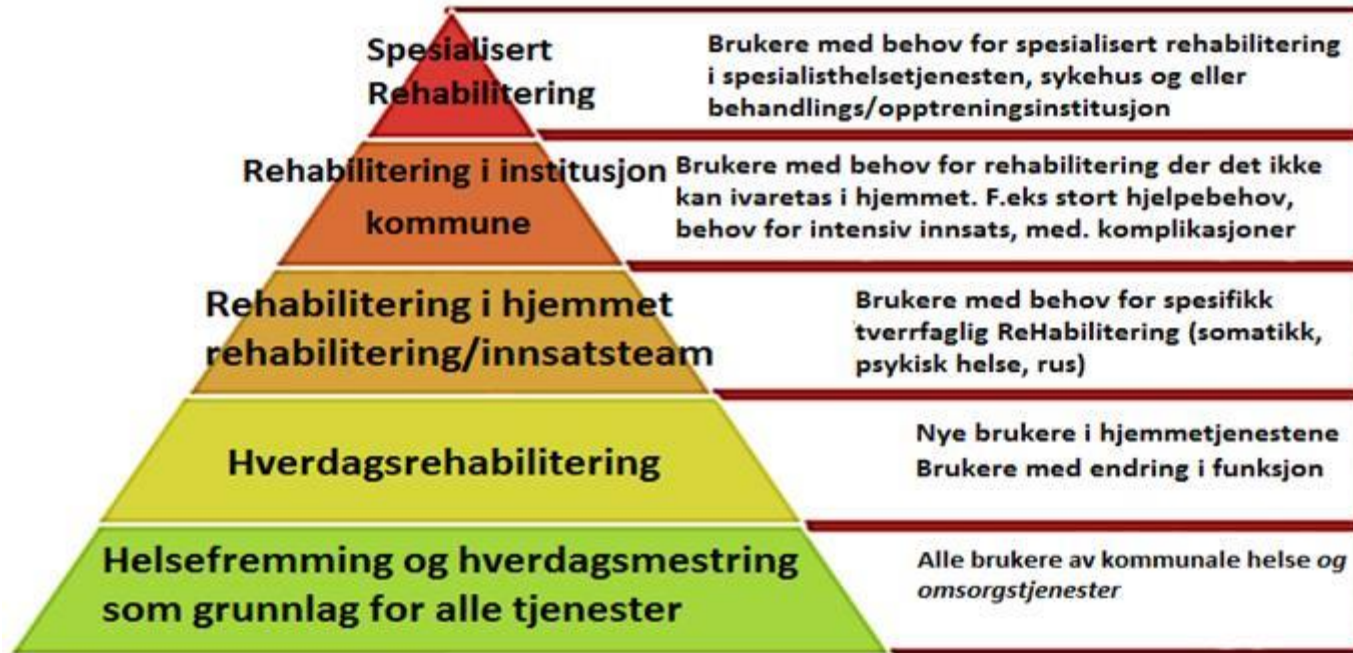 Spesialisert
Rehabilitering
Brukere med behov for spesialisert rehabilitering
i spesialisthelsetjenesten, sykehus og eller
behandlings/opptreningsinstitusjon
Rehabilitering i institusjon
kommune
Brukere med behov for rehabilitering der det ikke
kan ivaretas i hjemmet. F.eks stort hjelpebehov,
behov for intensiv innsats, med. komplikasjoner
Rehabilitering i hjemmet
rehabilitering/innsatsteam
Brukere med behov for spesifikk
tverrfaglig ReHabilitering (somatikk,
psykisk helse, rus)
Hverdagsrehabilitering
Nye brukere i hjemmetjenestene
Brukere med endring i funksjon
Helsefremming og hverdagsmestring
som grunnlag for alle tjenester
Alle brukere av kommunale helse og
omsorgstjenester